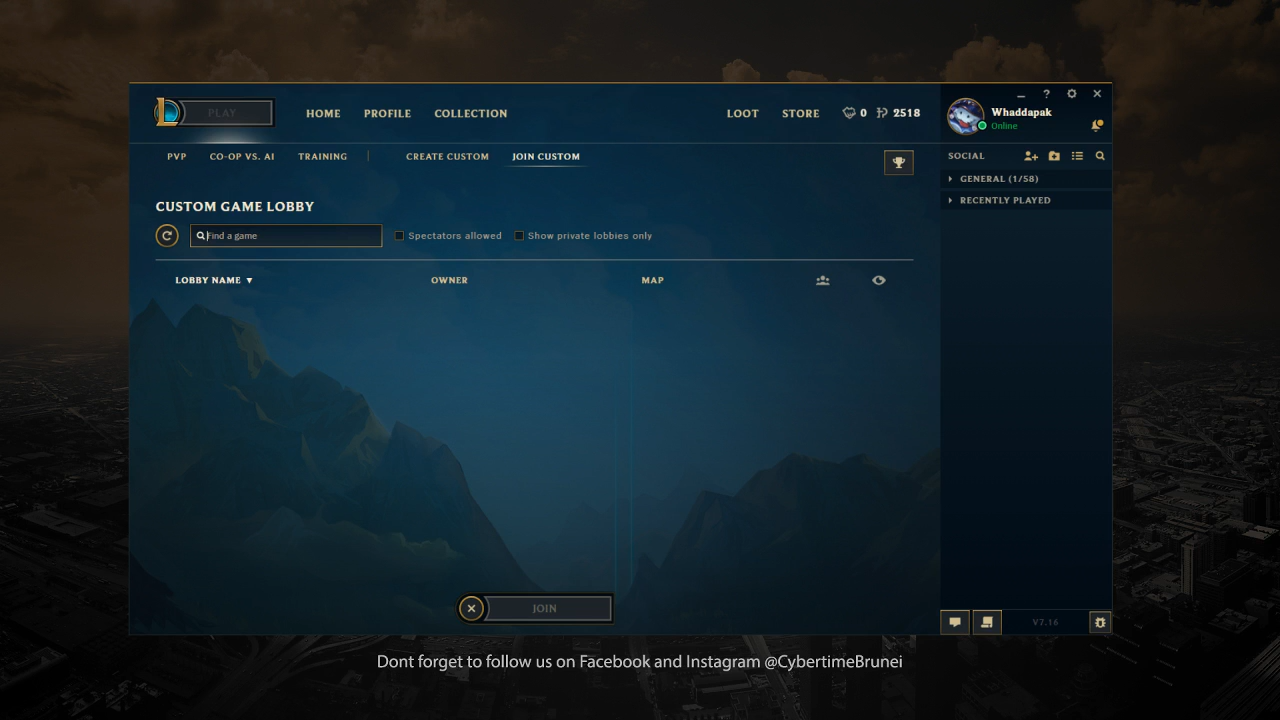 PLAY
HOME PROFILE COLLECTION LOOT STORE 0 2518
? Whaddapak
Online
PVP CO-OP VS. AI TRAINING CREATE CUSTOM JOIN CUSTOM
SOCIAL
GENERAL (1/58)
RECENTLY PLAYED
CUSTOM GAME LOBBY
Find a game Spectators allowed Show private lobbies only
LOBBY NAME ▼ OWNER MAP
JOIN
V7.16
Dont forget to follow us on Facebook and Instagram @CybertimeBrunei